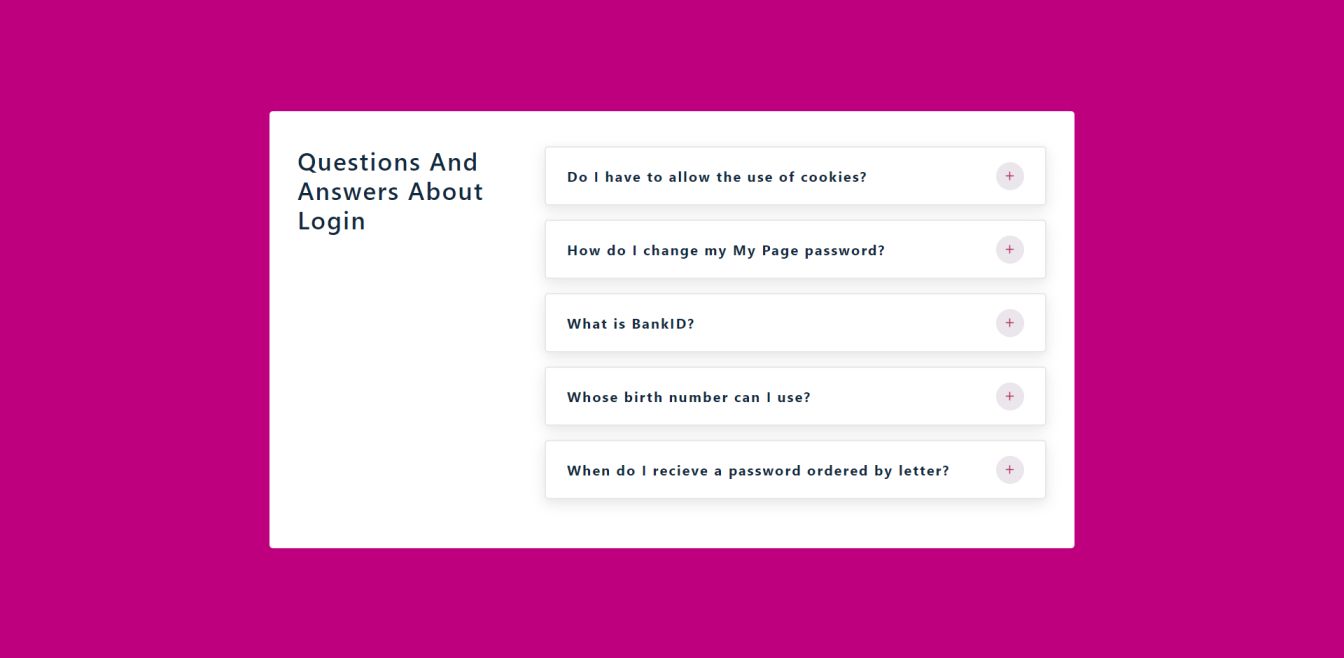 Questions And
Answers About
Login
Do I have to allow the use of cookies?
+
How do I change my My Page password?
+
What is BankID?
+
Whose birth number can I use?
+
When do I recieve a password ordered by letter?
+